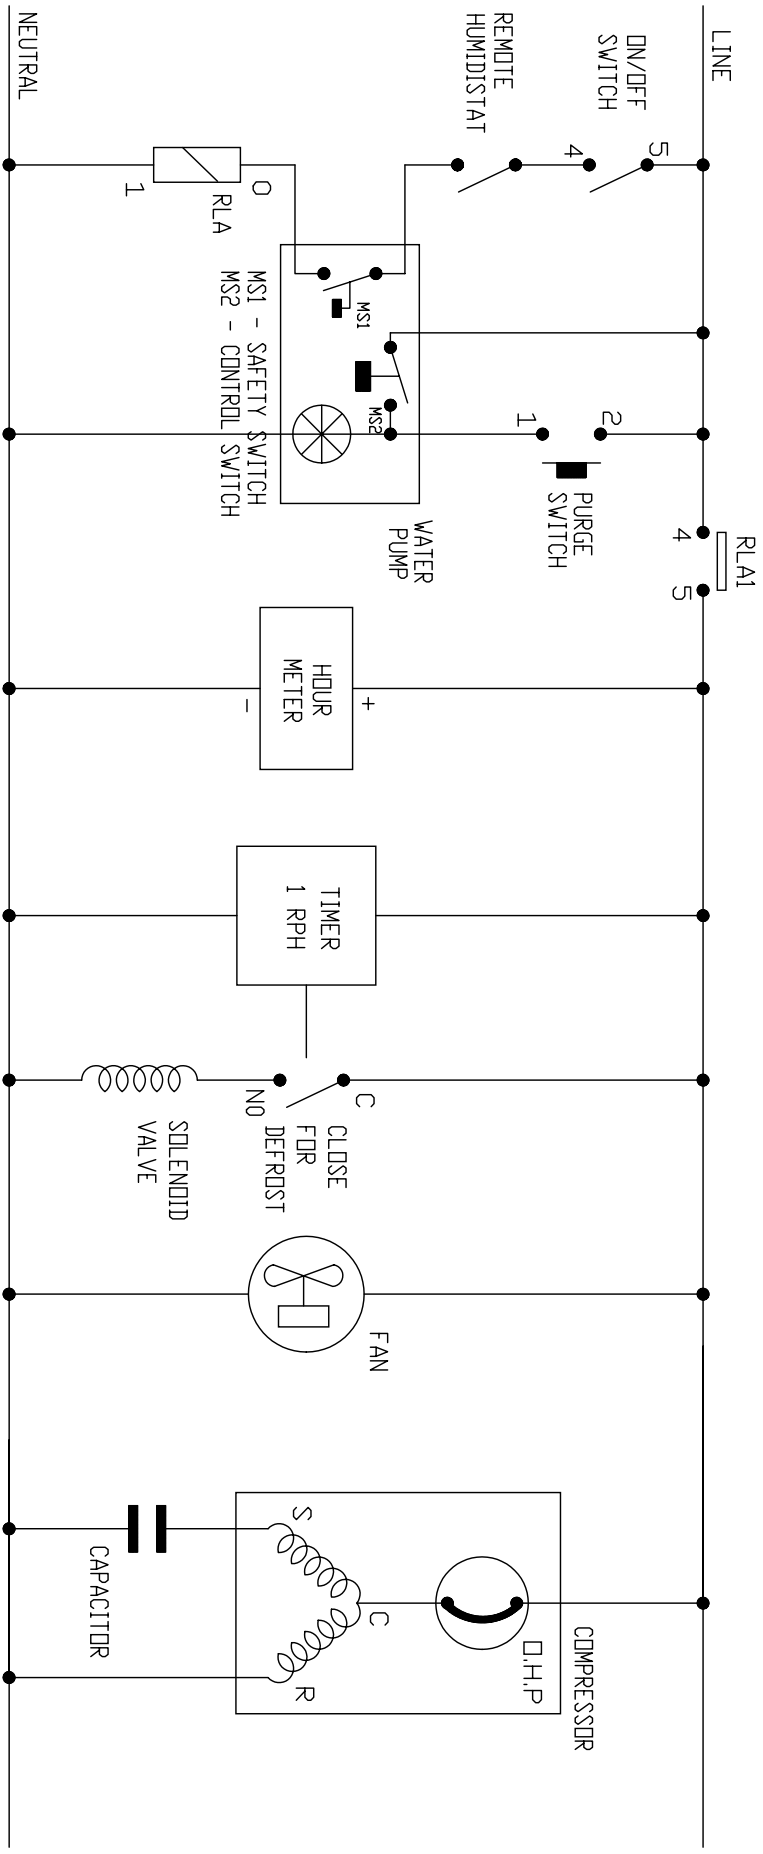 LINE
NEUTRAL
ON/OFF
SWITCH
5
4
REMOTE
HUMIDISTAT
O
RLA
1
MS1
MS2
MS1 - SAFETY SWITCH
MS2 - CONTROL SWITCH
WATER
PUMP
2
1
PURGE
SWITCH
RLA1
4
5
+
HOUR
METER
-
TIMER
1 RPH
C
NO
CLOSE
FOR
DEFROST
SOLENOID
VALVE
FAN
COMPRESSOR
O.H.P
C
S
R
CAPACITOR